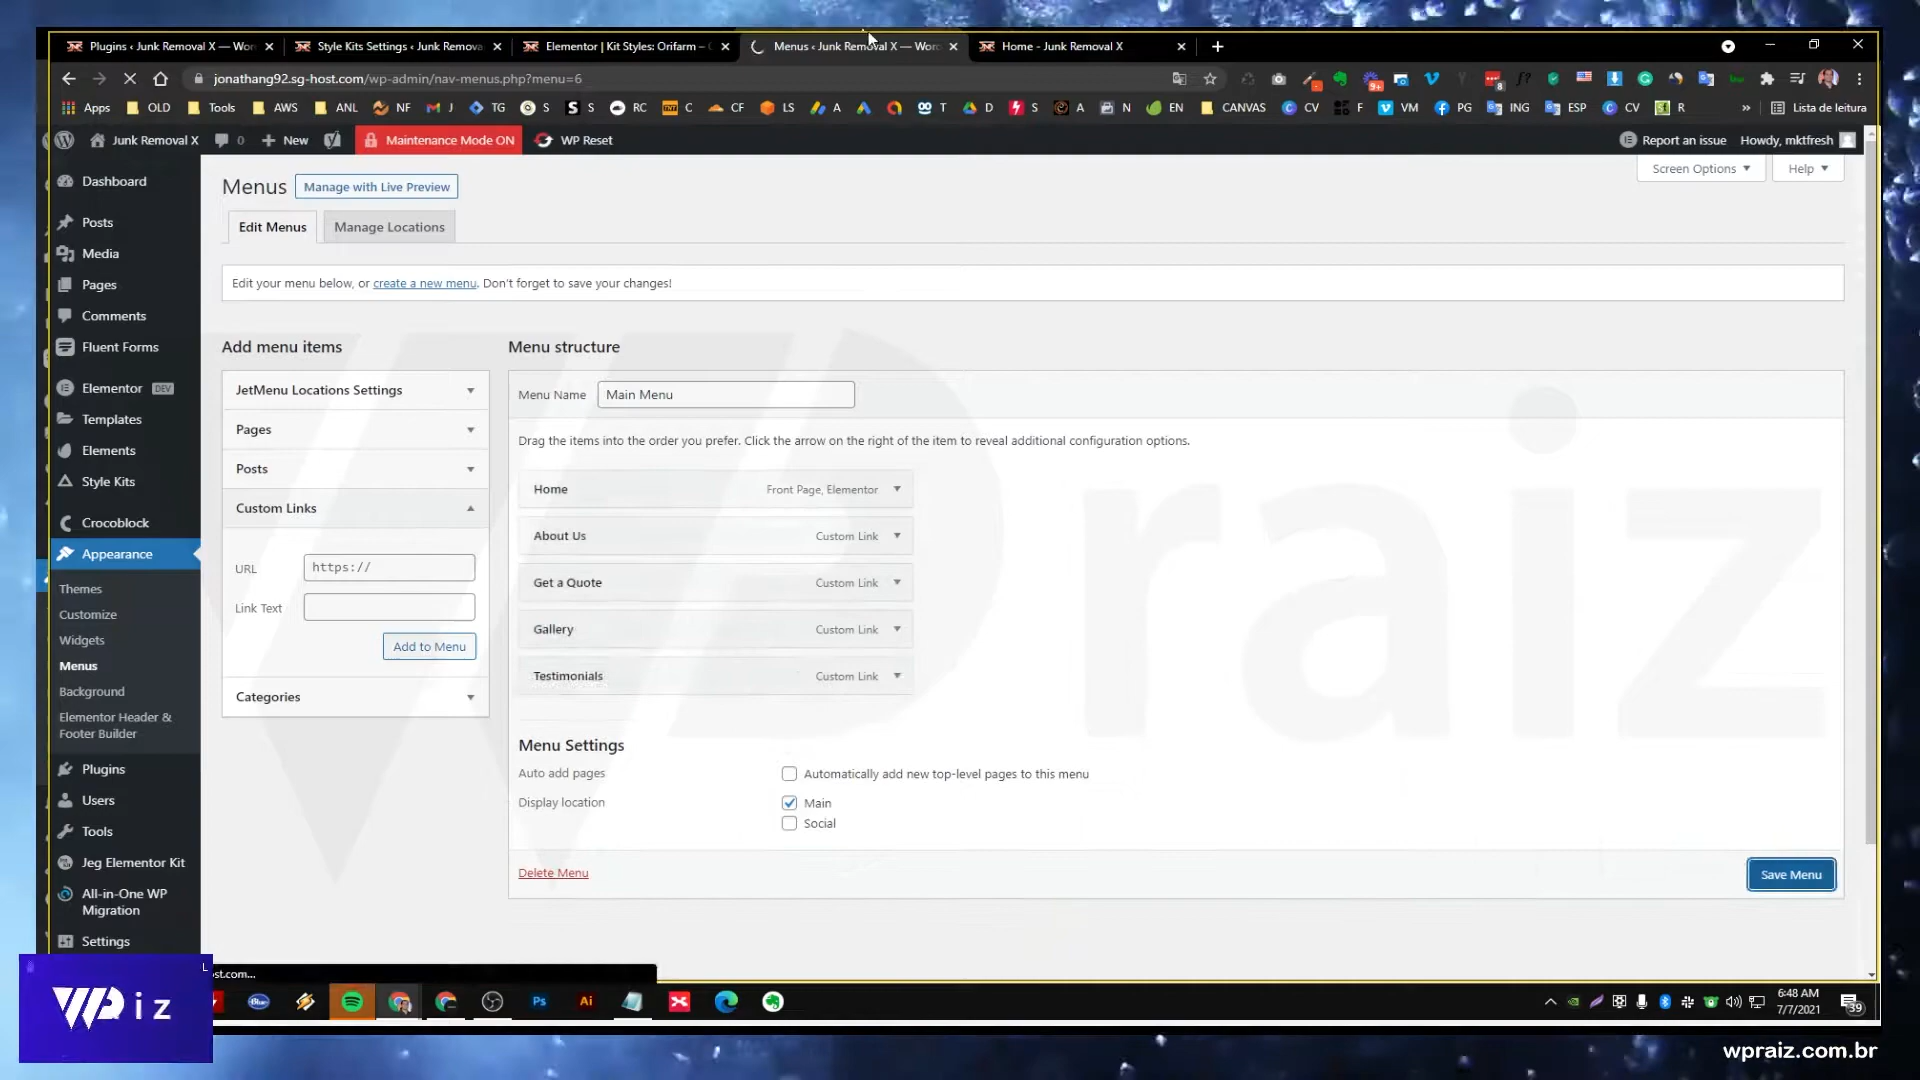 Plugins ‹ Junk Removal X — Wor
Style Kits Settings ‹ Junk Remova
Elementor | Kit Styles: Orifarm –
Menus ‹ Junk Removal X — Word
Home - Junk Removal X
jonathang92.sg-host.com/wp-admin/nav-menus.php?menu=6
Apps OLD Tools AWS ANL NF J TG S S RC C CF LS A D N EN CANVAS CV F VM PG ING ESP CV R » Lista de leitura
Junk Removal X 0 New Maintenance Mode ON WP Reset Report an issue Howdy, mktfresh
Screen Options Help
Menus Manage with Live Preview
Edit Menus Manage Locations
Edit your menu below, or create a new menu. Don't forget to save your changes!
Dashboard
Posts
Media
Pages
Comments
Fluent Forms
Elementor DEV
Templates
Elements
Style Kits
Crocoblock
Appearance
Themes
Customize
Widgets
Menus
Background
Elementor Header &
Footer Builder
Plugins
Users
Tools
Jeg Elementor Kit
All-in-One WP
Migration
Settings
Add menu items
JetMenu Locations Settings
Pages
Posts
Custom Links
URL https://
Link Text
Add to Menu
Categories
Menu structure
Menu Name Main Menu
Drag the items into the order you prefer. Click the arrow on the right of the item to reveal additional configuration options.
Home Front Page, Elementor
About Us Custom Link
Get a Quote Custom Link
Gallery Custom Link
Testimonials Custom Link
Menu Settings
Auto add pages Automatically add new top-level pages to this menu
Display location Main
Social
Delete Menu Save Menu
WPraiz
st.com...
Ps Ai
6:48 AM
7/7/2021
39
wpraiz.com.br